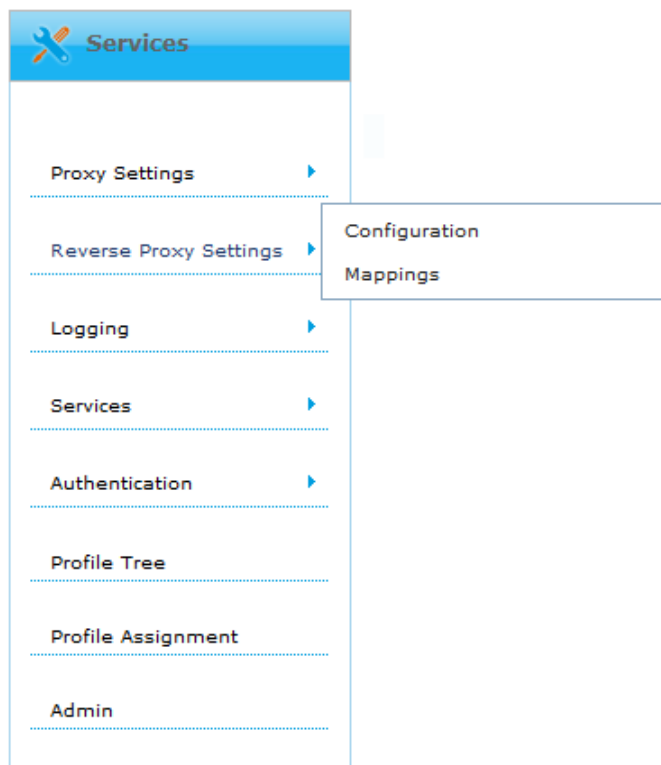 Services
Proxy Settings
Reverse Proxy Settings
Configuration
Mappings
Logging
Services
Authentication
Profile Tree
Profile Assignment
Admin